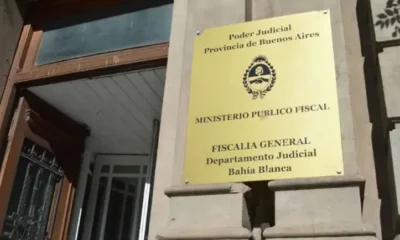 Poder Judicial
Provincia de Buenos Aires
MINISTERIO PUBLICO FISCAL
FISCALIA GENERAL
Departamento Judicial
Bahía Blanca